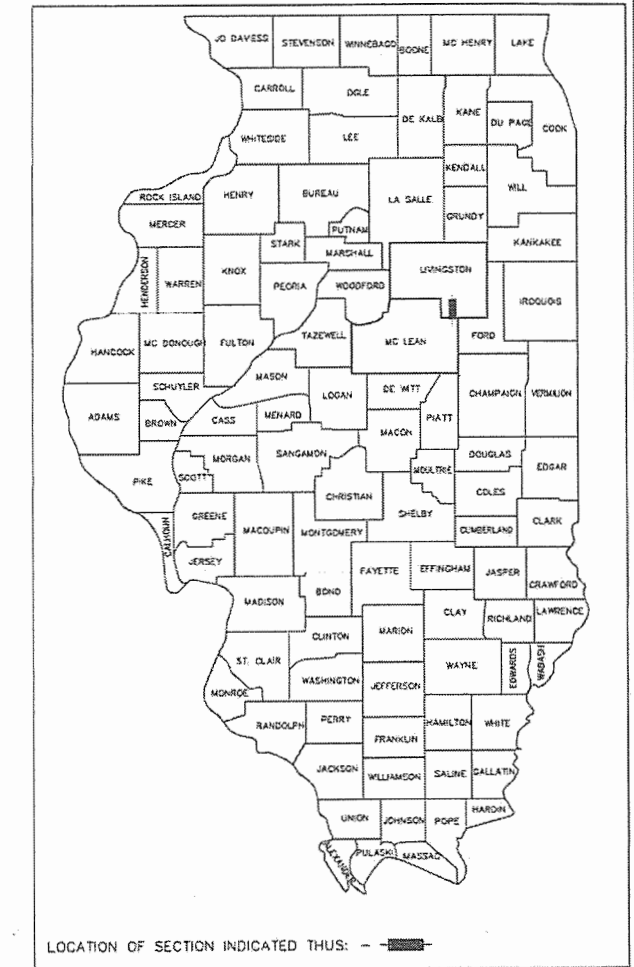 JO DAVIESS STEVENSON WINNEBAGO BOONE MC HENRY LAKE
CARROLL OGLE DE KALB KANE DU PAGE COOK
WHITESIDE LEE
KENDALL WILL
ROCK ISLAND HENRY BUREAU LA SALLE GRUNDY
MERCER PUTNAM
STARK MARSHALL KANKAKEE
HENDERSON WARREN KNOX PEORIA WOODFORD LIVINGSTON IROQUOIS
HANCOCK MC DONOUG FULTON TAZEWELL MC LEAN FORD
MASON
SCHUYLER LOGAN DE WITT CHAMPAIGN VERMILION
ADAMS BROWN CASS MENARD PIATT
MACON
MORGAN SANGAMON DOUGLAS EDGAR
PIKE SCOTT MOULTRIE
CHRISTIAN COLES
GREENE SHELBY CLARK
CALHOUN MACOUPIN MONTGOMERY CUMBERLAND
JERSEY FAYETTE EFFINGHAM JASPER CRAWFORD
MADISON BOND
CLAY RICHLAND LAWRENCE
CLINTON MARION
ST. CLAIR WAYNE EDWARDS WABASH
WASHINGTON JEFFERSON
MONROE
RANDOLPH PERRY HAMILTON WHITE
FRANKLIN
JACKSON WILLIAMSON SALINE GALLATIN
UNION JOHNSON POPE HARDIN
ALEXANDER PULASKI MASSAC
LOCATION OF SECTION INDICATED THUS: